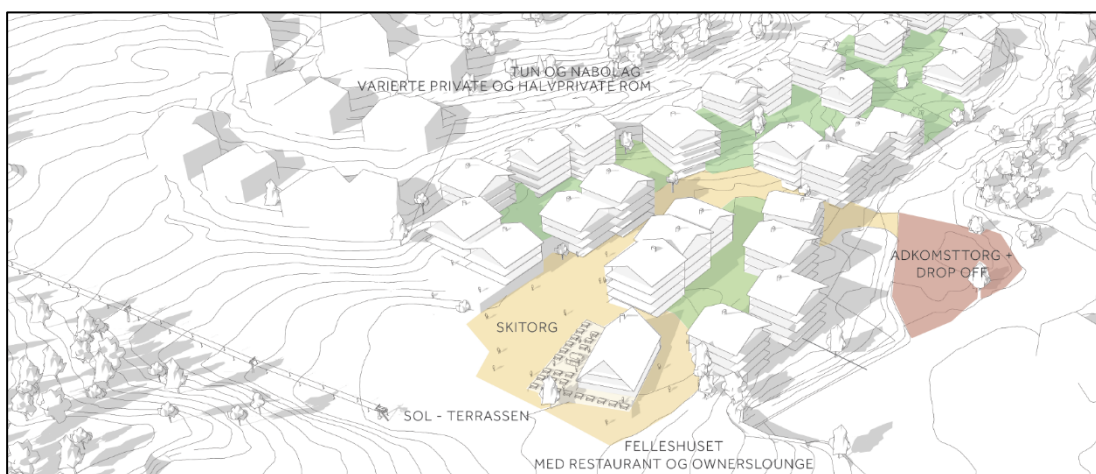 TUN OG NABOLAG -
VARIERTE PRIVATE OG HALVPRIVATE ROM
ADKOMSTTORG +
DROP OFF
SKITORG
SOL - TERRASSEN
FELLESHUSET
MED RESTAURANT OG OWNERSLOUNGE